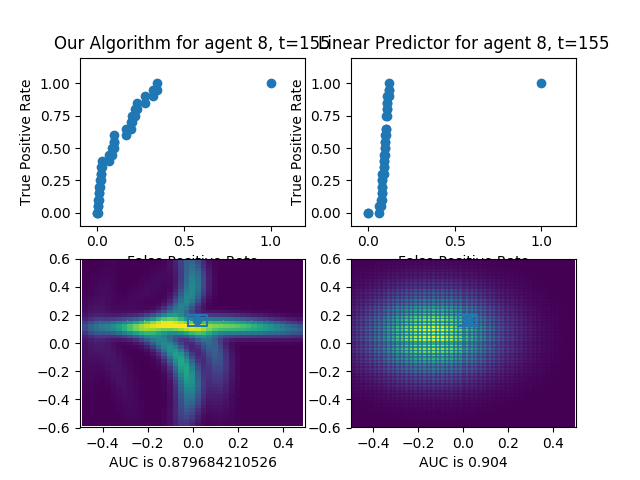 Our Algorithm for agent 8, t=155
Linear Predictor for agent 8, t=155
True Positive Rate
1.00
0.75
0.50
0.25
0.00
0.0 0.5 1.0
False Positive Rate
True Positive Rate
1.00
0.75
0.50
0.25
0.00
0.0 0.5 1.0
False Positive Rate
0.6
0.4
0.2
0.0
−0.2
−0.4
−0.6
−0.4 −0.2 0.0 0.2 0.4
AUC is 0.879684210526
0.6
0.4
0.2
0.0
−0.2
−0.4
−0.6
−0.4 −0.2 0.0 0.2 0.4
AUC is 0.904